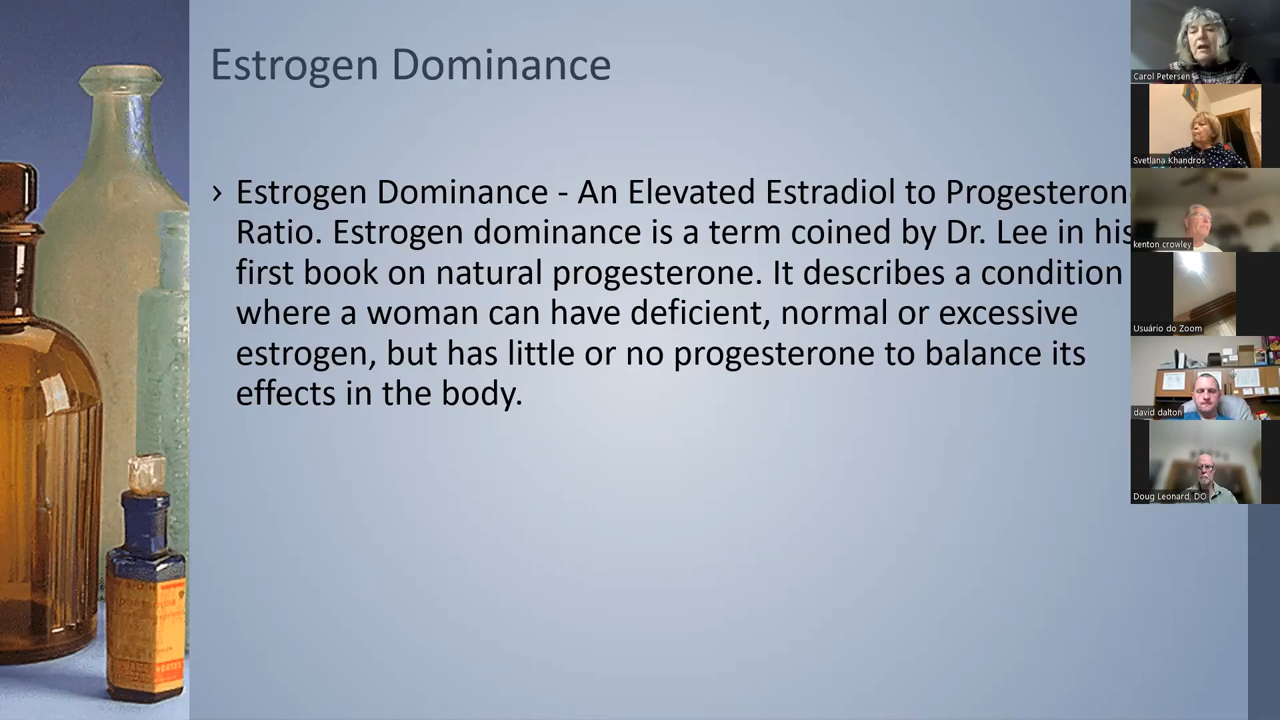 Estrogen Dominance
› Estrogen Dominance - An Elevated Estradiol to Progesteron
Ratio. Estrogen dominance is a term coined by Dr. Lee in his
first book on natural progesterone. It describes a condition
where a woman can have deficient, normal or excessive
estrogen, but has little or no progesterone to balance its
effects in the body.
Carol Petersen
Svetlana Khandros
kenton crowley
Usuário do Zoom
david dalton
Doug Leonard, DO